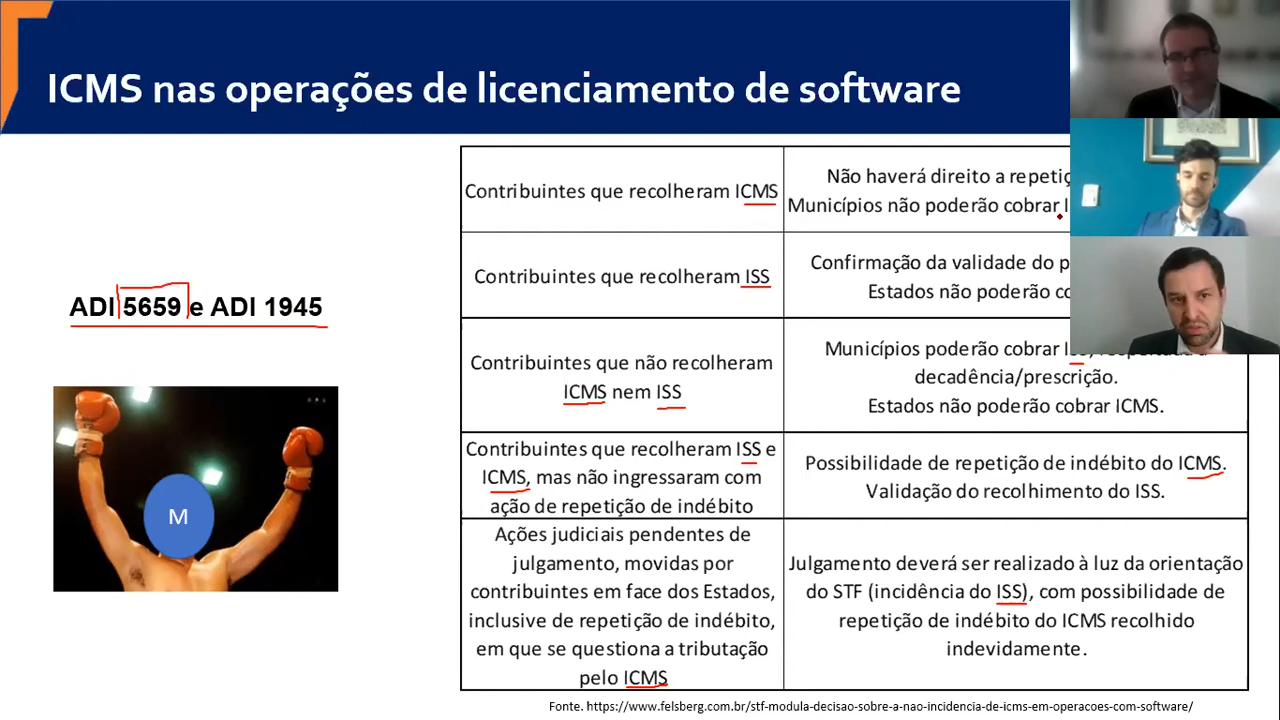 ICMS nas operações de licenciamento de software
ADI 5659 e ADI 1945
M
Contribuintes que recolheram ICMS
Não haverá direito a
Municípios não poderão cobrar
Contribuintes que recolheram ISS
Confirmação da validade do
Estados não poderão
Contribuintes que não recolheram
ICMS nem ISS
Municípios poderão cobrar
decadência/prescrição.
Estados não poderão cobrar ICMS.
Contribuintes que recolheram ISS e
ICMS, mas não ingressaram com
ação de repetição de indébito
Possibilidade de repetição de indébito do ICMS.
Validação do recolhimento do ISS.
Ações judiciais pendentes de
julgamento, movidas por
contribuintes em face dos Estados,
inclusive de repetição de indébito,
em que se questiona a tributação
pelo ICMS
Julgamento deverá ser realizado à luz da orientação
do STF (incidência do ISS), com possibilidade de
repetição de indébito do ICMS recolhido
indevidamente.
Fonte. https://www.felsberg.com.br/stf-modula-decisao-sobre-a-nao-incidencia-de-icms-em-operacoes-com-software/